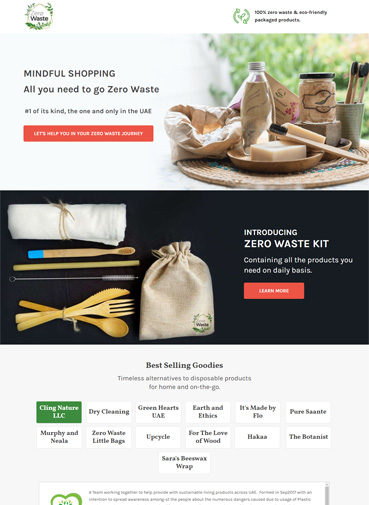 Zero
Waste
100% zero waste & eco-friendly
packaged products.
MINDFUL SHOPPING
All you need to go Zero Waste
#1 of its kind, the one and only in the UAE
LET'S HELP YOU IN YOUR ZERO WASTE JOURNEY
INTRODUCING
ZERO WASTE KIT
Containing all the products you
need on daily basis.
LEARN MORE
Waste
Best Selling Goodies
Timeless alternatives to disposable products
for home and on-the-go.
Cling Nature
LLC
Dry Cleaning
Green Hearts
UAE
Earth and
Ethics
It's Made by
Flo
Pure Saante
Murphy and
Neala
Zero Waste
Little Bags
Upcycle
For The Love
of Wood
Hakaa
The Botanist
Sara's Beeswax
Wrap
A Team working together to help provide with sustainable living products across UAE. Formed in Sep2017 with an
intention to spread awareness among of the people about the numerous dangers caused due to usage of Plastic